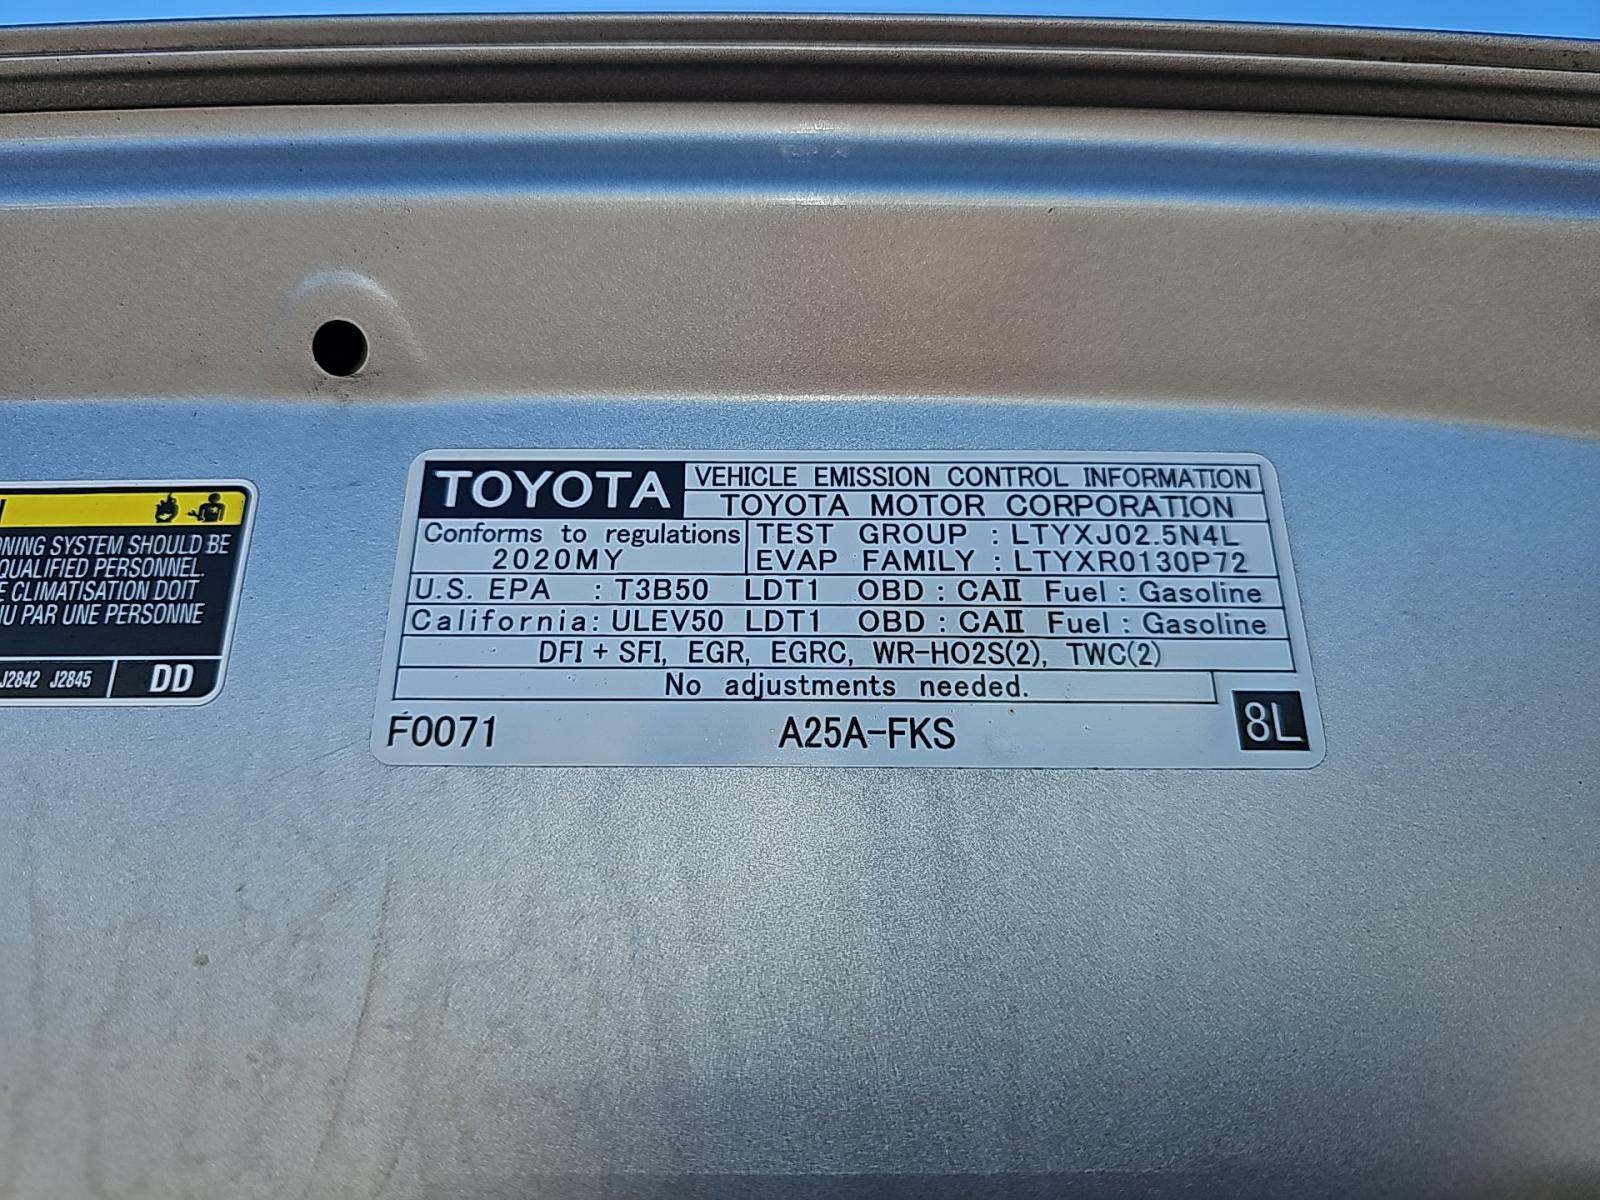 ONING SYSTEM SHOULD BE
QUALIFIED PERSONNEL.
CLIMATISATION DOIT
PAR UNE PERSONNE
J2842 J2845 DD
TOYOTA VEHICLE EMISSION CONTROL INFORMATION
TOYOTA MOTOR CORPORATION
Conforms to regulations
2020MY
TEST GROUP : LTYXJ02.5N4L
EVAP FAMILY : LTYXR0130P72
U.S. EPA : T3B50 LDT1 OBD : CAⅡ Fuel : Gasoline
California: ULEV50 LDT1 OBD : CAⅡ Fuel : Gasoline
DFI + SFI, EGR, EGRC, WR-HO2S(2), TWC(2)
No adjustments needed.
F0071 A25A-FKS 8L